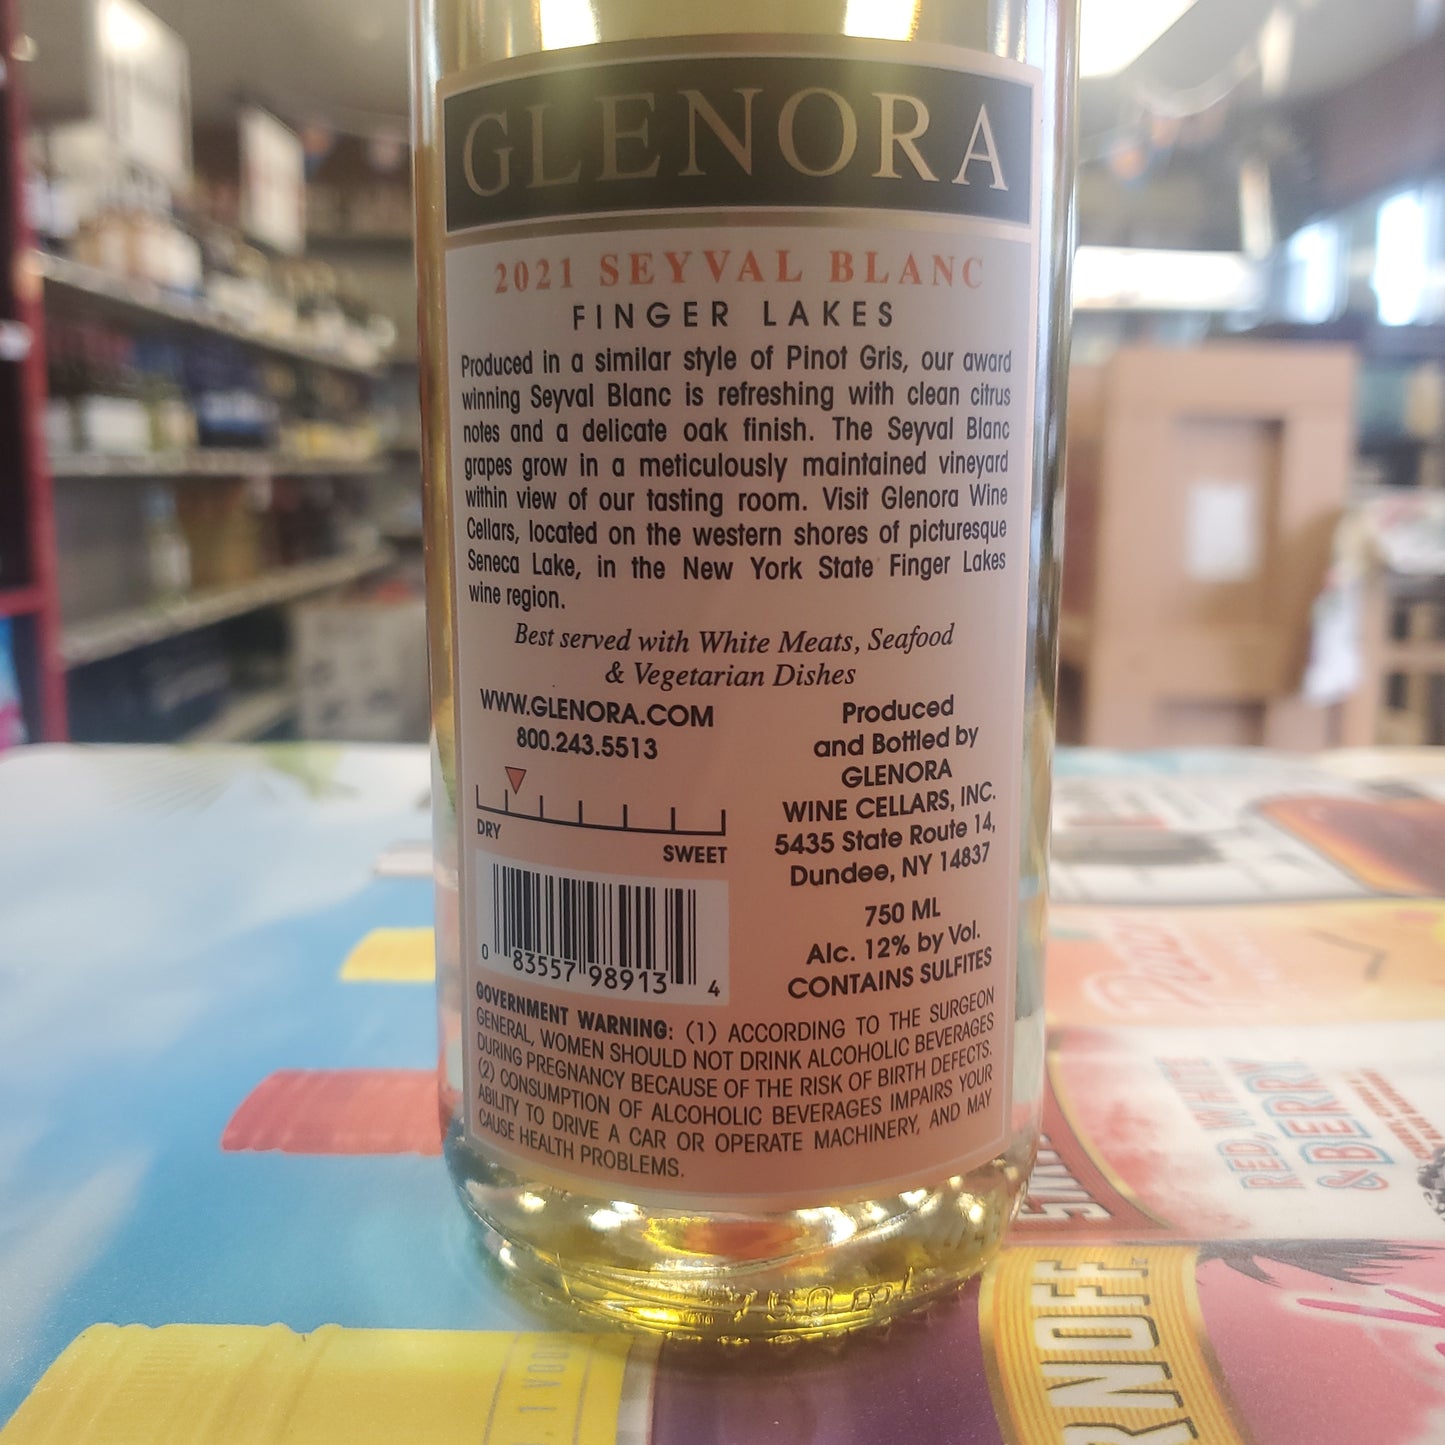 GLENORA
2021 SEYVAL BLANC
FINGER LAKES
Produced in a similar style of Pinot Gris, our award
winning Seyval Blanc is refreshing with clean citrus
notes and a delicate oak finish. The Seyval Blanc
grapes grow in a meticulously maintained vineyard
within view of our tasting room. Visit Glenora Wine
Cellars, located on the western shores of picturesque
Seneca Lake, in the New York State Finger Lakes
wine region.
Best served with White Meats, Seafood
& Vegetarian Dishes
WWW.GLENORA.COM
800.243.5513
DRY
SWEET
0 83557 98913 4
Produced
and Bottled by
GLENORA
WINE CELLARS, INC.
5435 State Route 14,
Dundee, NY 14837
750 ML
Alc. 12% by Vol.
CONTAINS SULFITES
GOVERNMENT WARNING: (1) ACCORDING TO THE SURGEON
GENERAL, WOMEN SHOULD NOT DRINK ALCOHOLIC BEVERAGES
DURING PREGNANCY BECAUSE OF THE RISK OF BIRTH DEFECTS.
(2) CONSUMPTION OF ALCOHOLIC BEVERAGES IMPAIRS YOUR
ABILITY TO DRIVE A CAR OR OPERATE MACHINERY, AND MAY
CAUSE HEALTH PROBLEMS.
750 ml
RED, WHITE
& BERRY
RNOFF